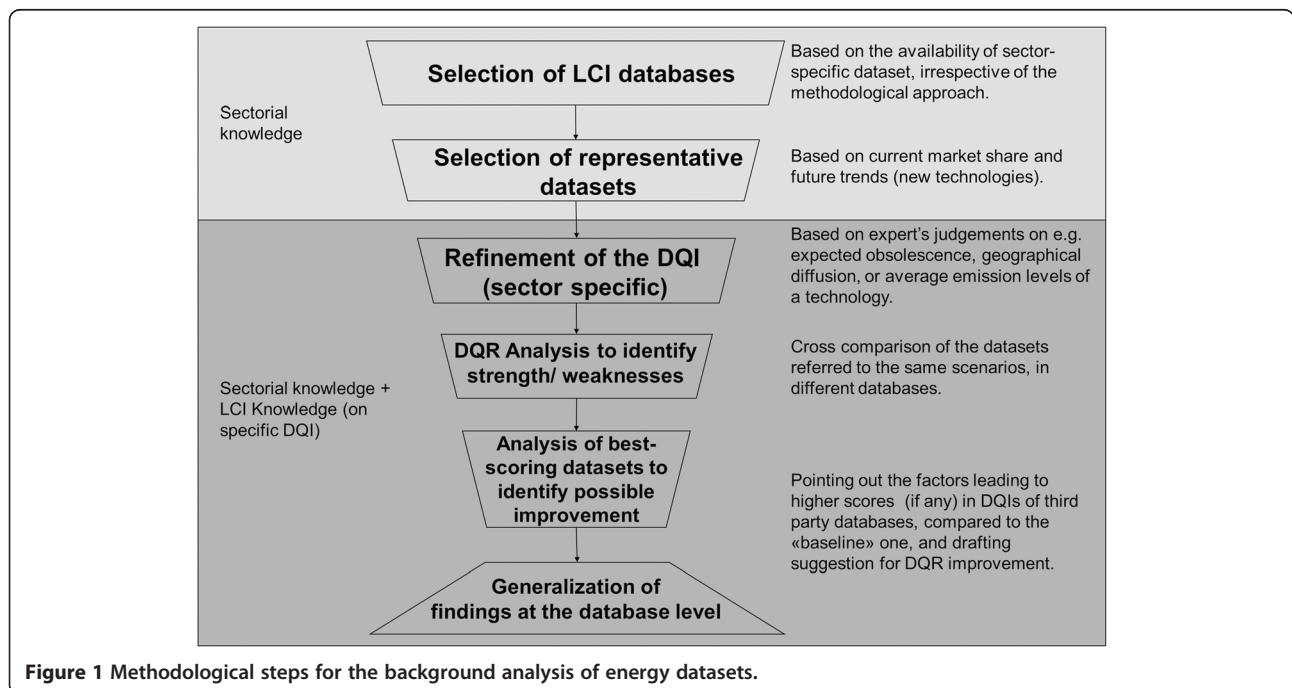 Selection of LCI databases
Based on the availability of sector-
specific dataset, irrespective of the
methodological approach.
Sectorial
knowledge
Selection of representative
datasets
Based on current market share and
future trends (new technologies).
Refinement of the DQI
(sector specific)
Based on expert's judgements on e.g.
expected obsolescence, geographical
diffusion, or average emission levels of
a technology.
DQR Analysis to identify
strength/ weaknesses
Cross comparison of the datasets
referred to the same scenarios, in
different databases.
Sectorial knowledge +
LCI Knowledge (on
specific DQI)
Analysis of best-
scoring datasets to
identify possible
improvement
Pointing out the factors leading to
higher scores (if any) in DQIs of third
party databases, compared to the
«baseline» one, and drafting
suggestion for DQR improvement.
Generalization of
findings at the database level
Figure 1 Methodological steps for the background analysis of energy datasets.